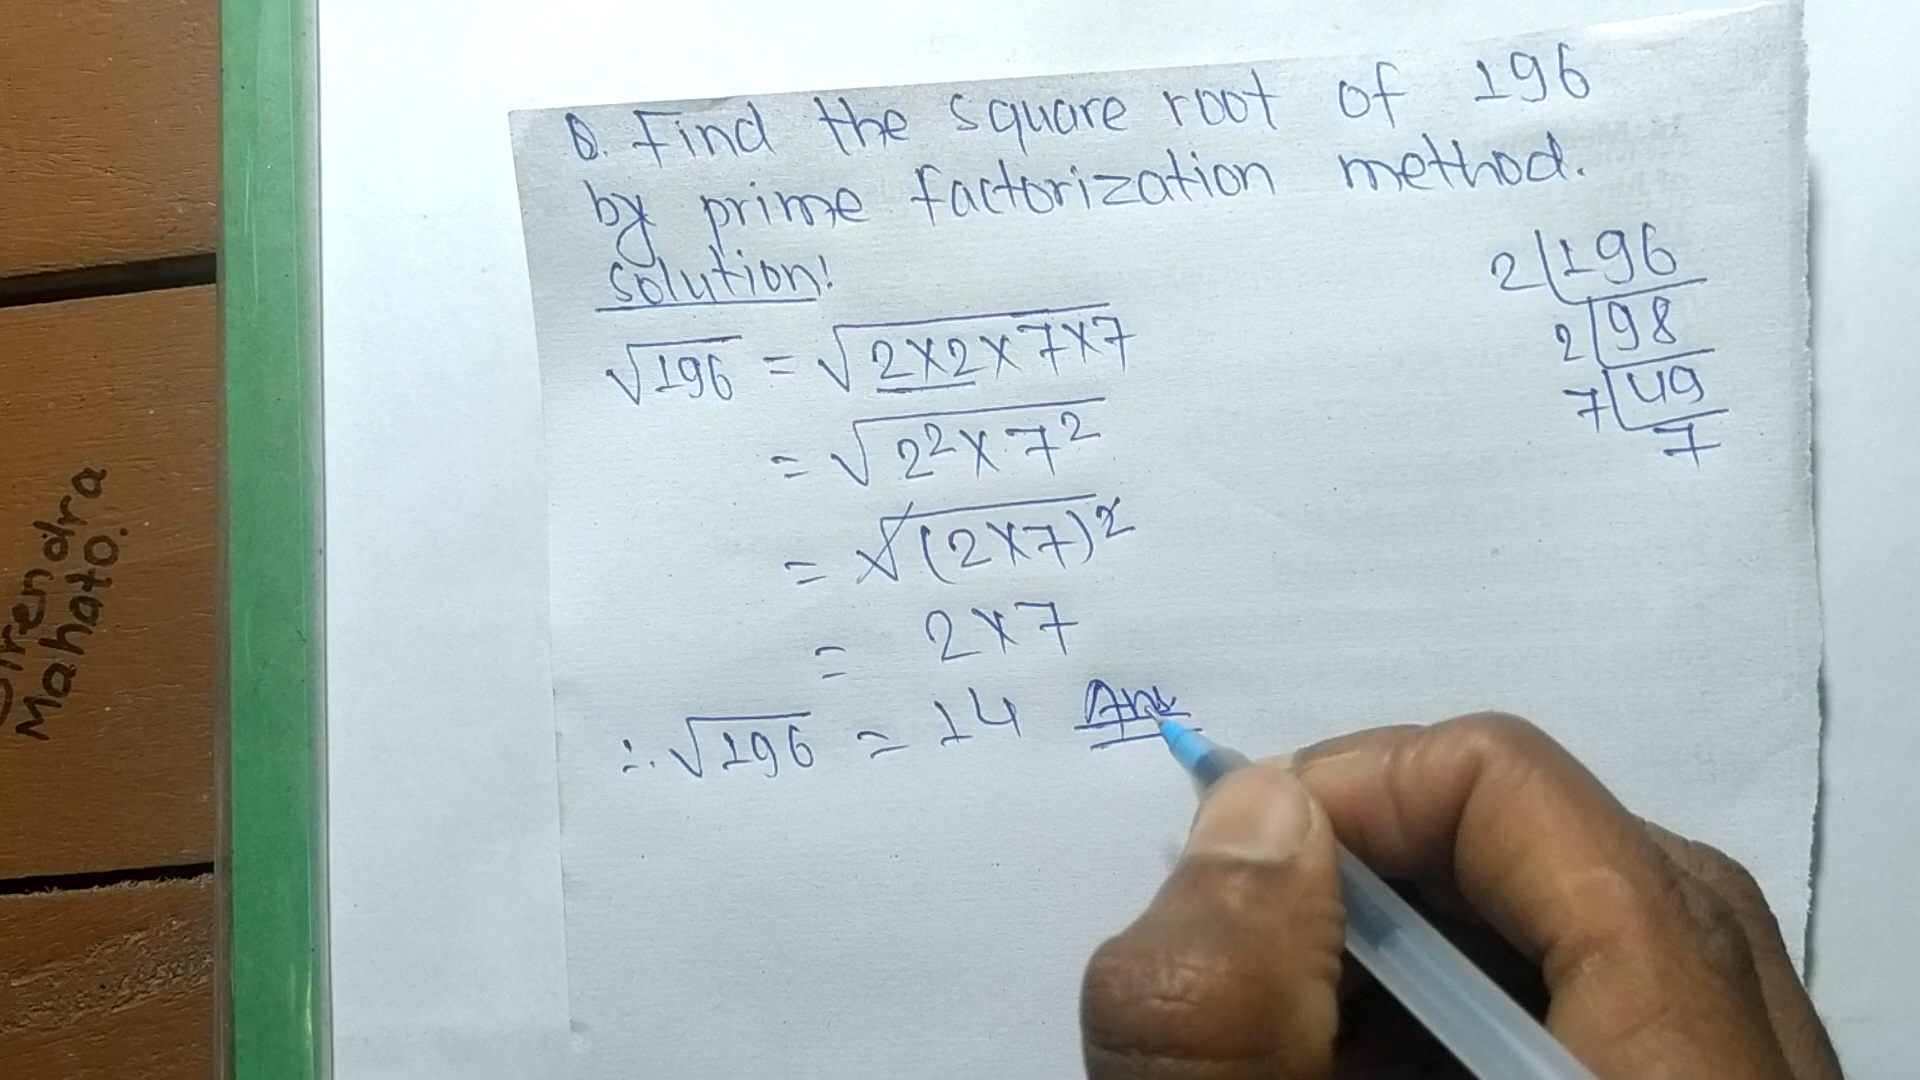 Q. Find the square root of 196
by prime factorization method.
solution!
√196 = √2×2×7×7
= √2²×7²
= √(2×7)²
= 2×7
∴ √196 = 14 Ans
2 196
2 98
7 49
7
Mahato.